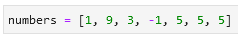 numbers = [1, 9, 3, -1, 5, 5, 5]